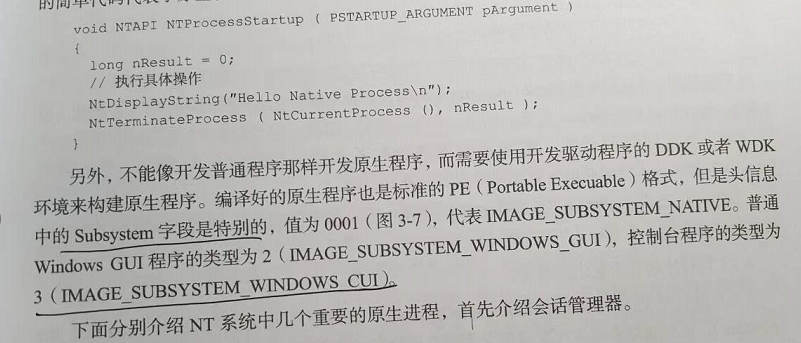 void NTAPI NTProcessStartup ( PSTARTUP_ARGUMENT pArgument )
{
long nResult = 0;
// 执行具体操作
NtDisplayString("Hello Native Process\n");
NtTerminateProcess ( NtCurrentProcess (), nResult );
}
另外，不能像开发普通程序那样开发原生程序，而需要使用开发驱动程序的 DDK 或者 WDK
环境来构建原生程序。编译好的原生程序也是标准的 PE（Portable Execuable）格式，但是头信息
中的 Subsystem 字段是特别的，值为 0001（图 3-7），代表 IMAGE_SUBSYSTEM_NATIVE。普通
Windows GUI 程序的类型为 2（IMAGE_SUBSYSTEM_WINDOWS_GUI），控制台程序的类型为
3（IMAGE_SUBSYSTEM_WINDOWS_CUI）。
下面分别介绍 NT 系统中几个重要的原生进程，首先介绍会话管理器。